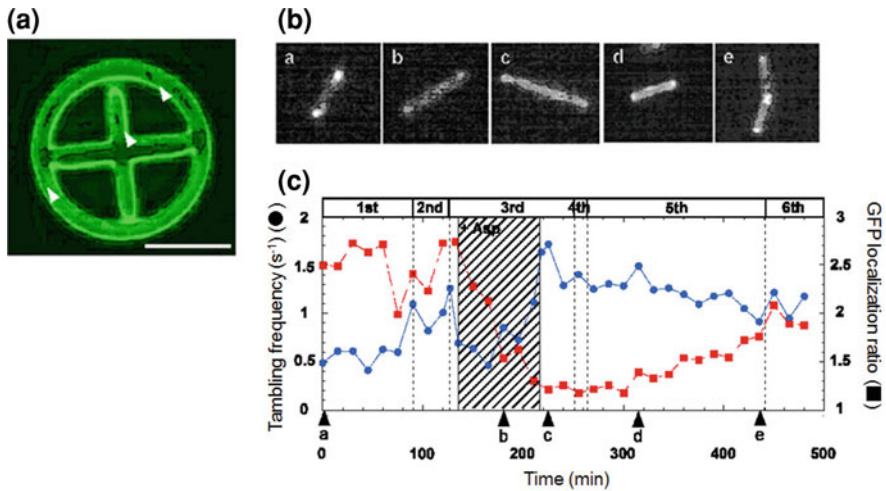 (a)
(b)
a b c d e
(c)
1st 2nd 3rd 4th 5th 6th
+ Asp
Tambling frequency (s⁻¹) (●)
2
1.5
1
0.5
0
GFP localization ratio (■)
3
2.5
2
1.5
1
a b c d e
0 100 200 300 400 500
Time (min)